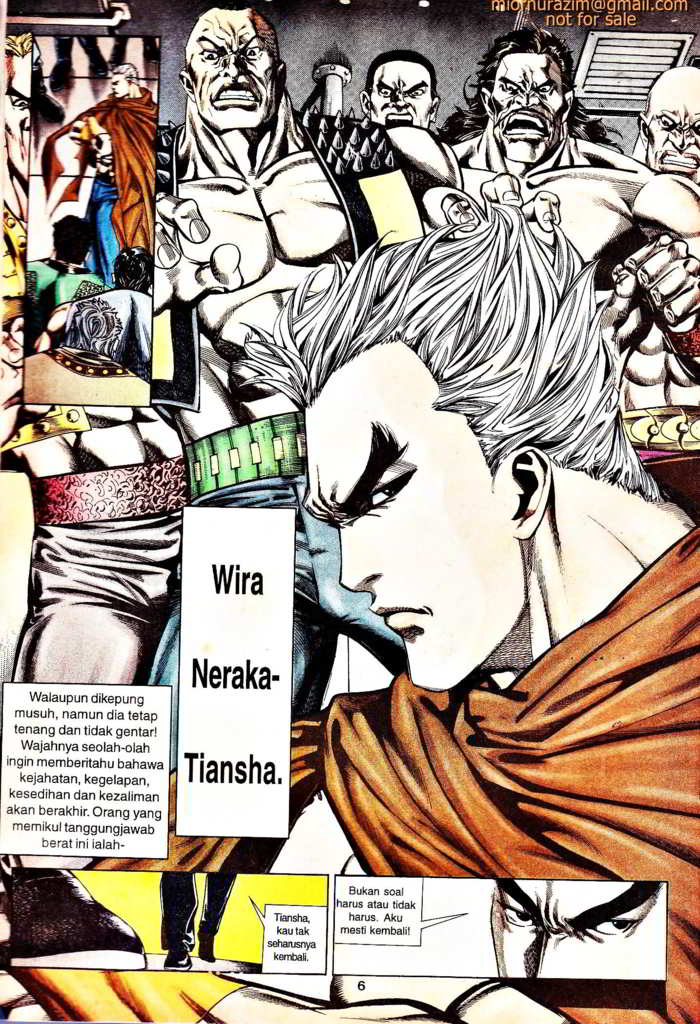 miornurazim@gmail.com
not for sale
Wira
Neraka-
Tiansha.
Walaupun dikepung
musuh, namun dia tetap
tenang dan tidak gentar!
Wajahnya seolah-olah
ingin memberitahu bahawa
kejahatan, kegelapan,
kesedihan dan kezaliman
akan berakhir. Orang yang
memikul tanggungjawab
berat ini ialah-
Tiansha,
kau tak
seharusnya
kembali.
Bukan soal
harus atau tidak
harus. Aku
mesti kembali!
6